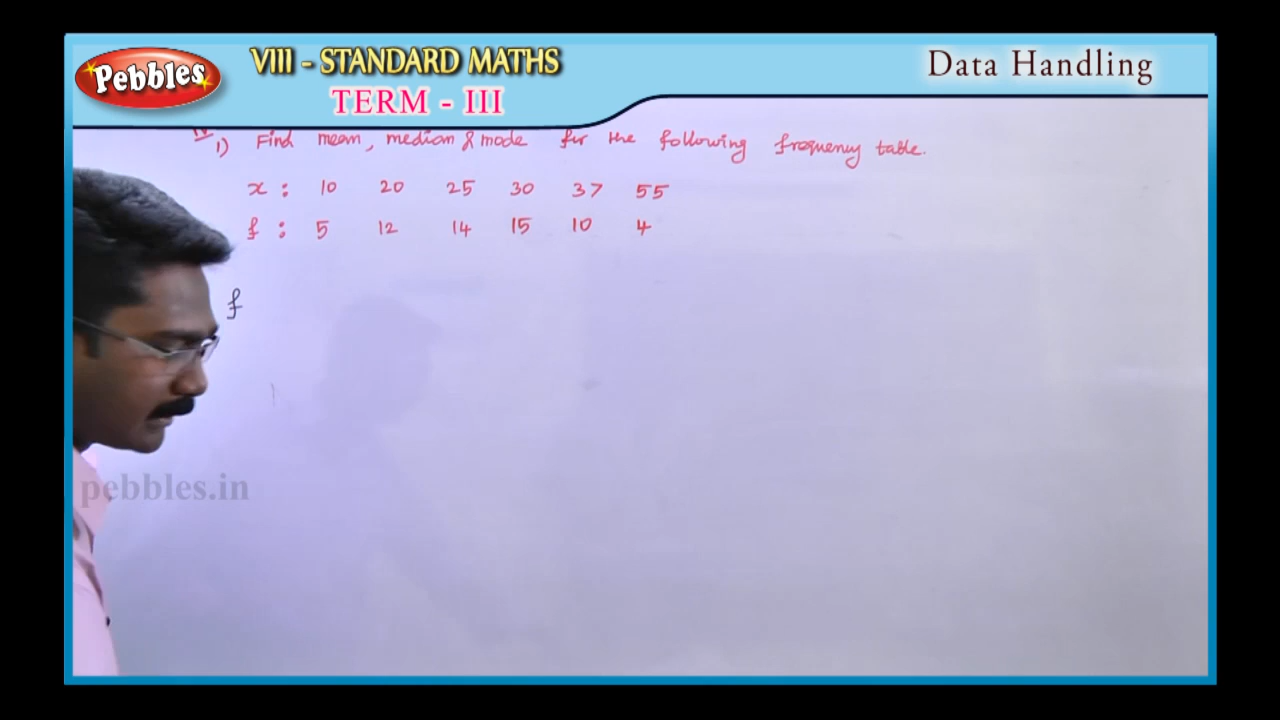 Pebbles
VIII - STANDARD MATHS
TERM - III
Data Handling
IV
1) Find mean, median & mode for the following frequency table.
x : 10 20 25 30 37 55
f : 5 12 14 15 10 4
f
pebbles.in